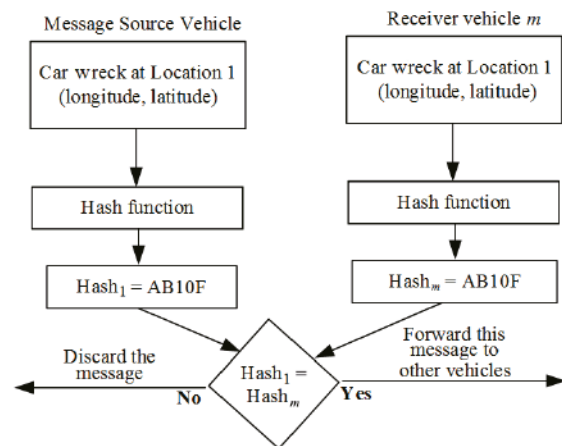 Message Source Vehicle
Receiver vehicle m
Car wreck at Location 1
(longitude, latitude)
Car wreck at Location 1
(longitude, latitude)
Hash function
Hash function
Hash₁ = AB10F
Hashₘ = AB10F
Discard the
message
No
Hash₁ =
Hashₘ
Forward this
message to
other vehicles
Yes